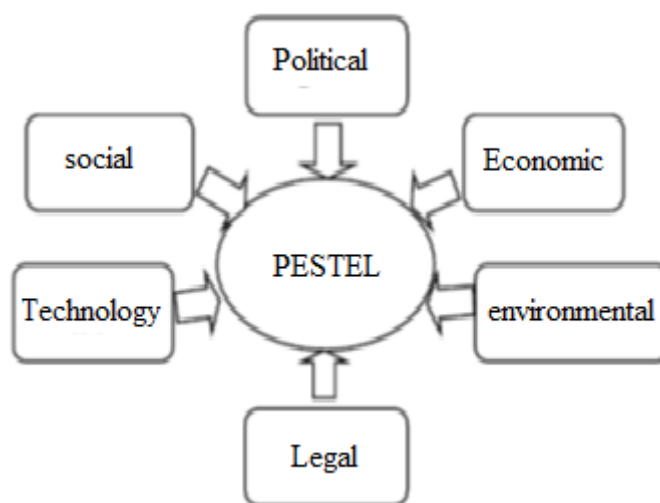 Political
social
Economic
PESTEL
Technology
environmental
Legal